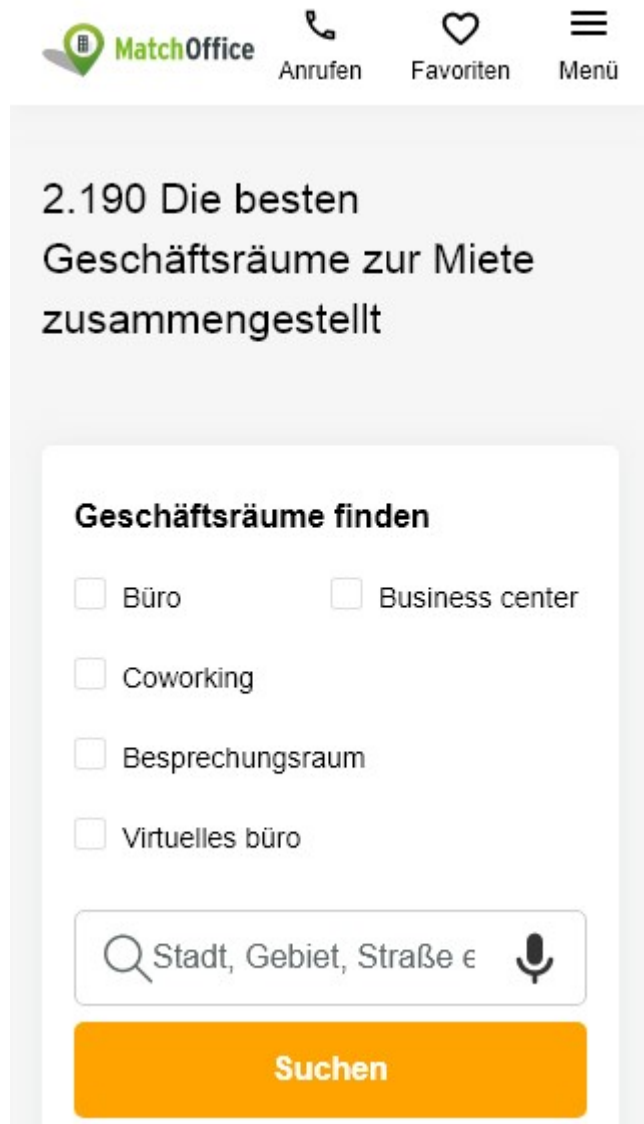 MatchOffice
Anrufen
Favoriten
Menü
2.190 Die besten
Geschäftsräume zur Miete
zusammengestellt
Geschäftsräume finden
Büro
Business center
Coworking
Besprechungsraum
Virtuelles büro
Stadt, Gebiet, Straße e
Suchen